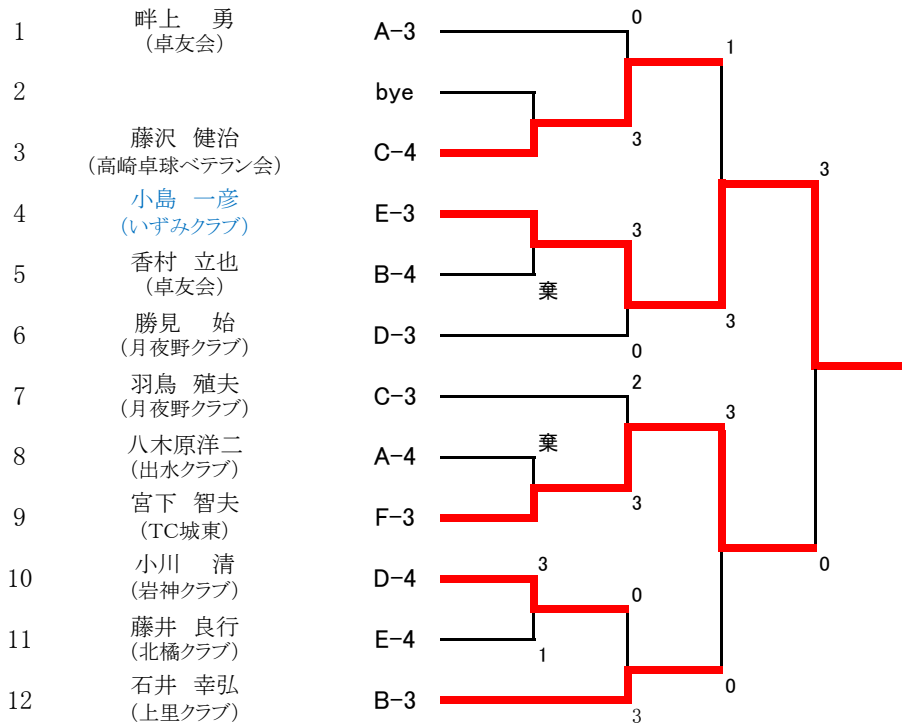 1 畔上 勇 (卓友会) A-3
2 bye
3 藤沢 健治 (高崎卓球ベテラン会) C-4
4 小島 一彦 (いずみクラブ) E-3
5 香村 立也 (卓友会) B-4
6 勝見 始 (月夜野クラブ) D-3
7 羽鳥 殖夫 (月夜野クラブ) C-3
8 八木原洋二 (出水クラブ) A-4
9 宮下 智夫 (TC城東) F-3
10 小川 清 (岩神クラブ) D-4
11 藤井 良行 (北橘クラブ) E-4
12 石井 幸弘 (上里クラブ) B-3
棄
棄
3
1
0
3
3
0
2
3
0
3
1
3
3
0
3
0